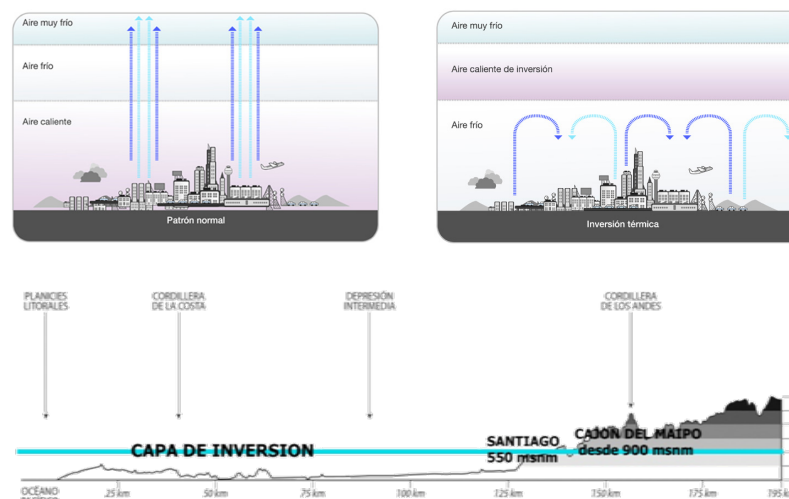 Aire muy frío
Aire frío
Aire caliente
Patrón normal
Aire muy frío
Aire caliente de inversión
Aire frío
Inversión térmica
PLANICIES
LITORALES
CORDILLERA
DE LA COSTA
DEPRESIÓN
INTERMEDIA
CORDILLERA
DE LOS ANDES
CAPA DE INVERSION
SANTIAGO
550 msnm
CAJON DEL MAIPO
desde 900 msnm
OCÉANO
25 km
50 km
75 km
100 km
125 km
150 km
175 km
195